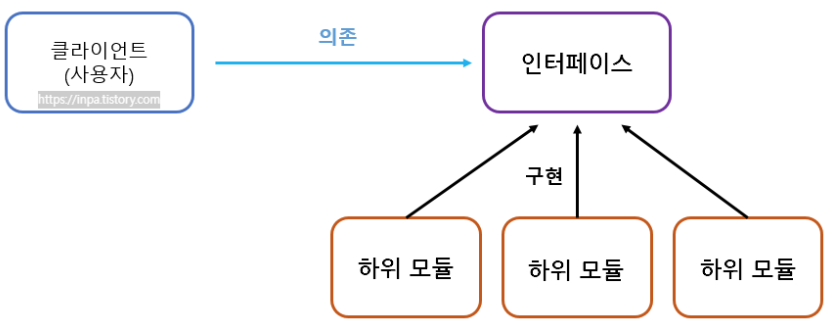 클라이언트
(사용자)
https://inpa.tistory.com
의존
인터페이스
구현
하위 모듈
하위 모듈
하위 모듈